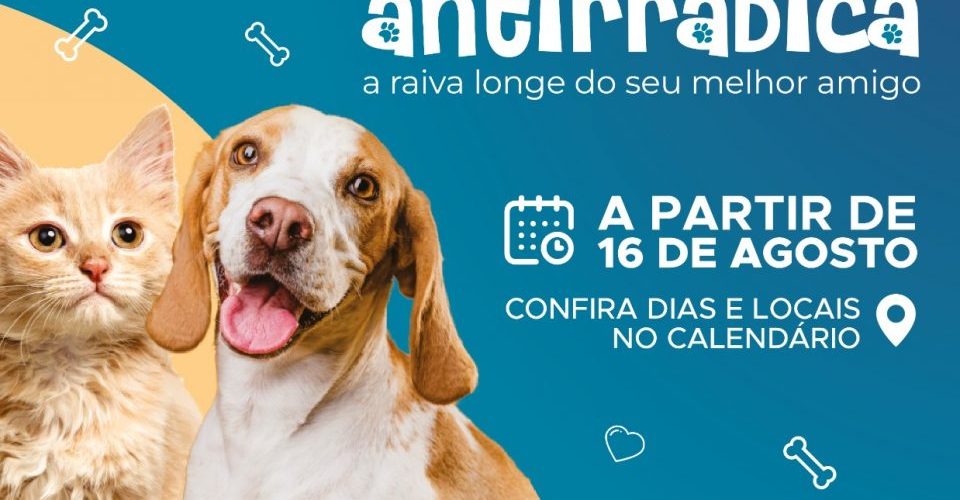 antirrábica
a raiva longe do seu melhor amigo
A PARTIR DE
16 DE AGOSTO
CONFIRA DIAS E LOCAIS
NO CALENDÁRIO